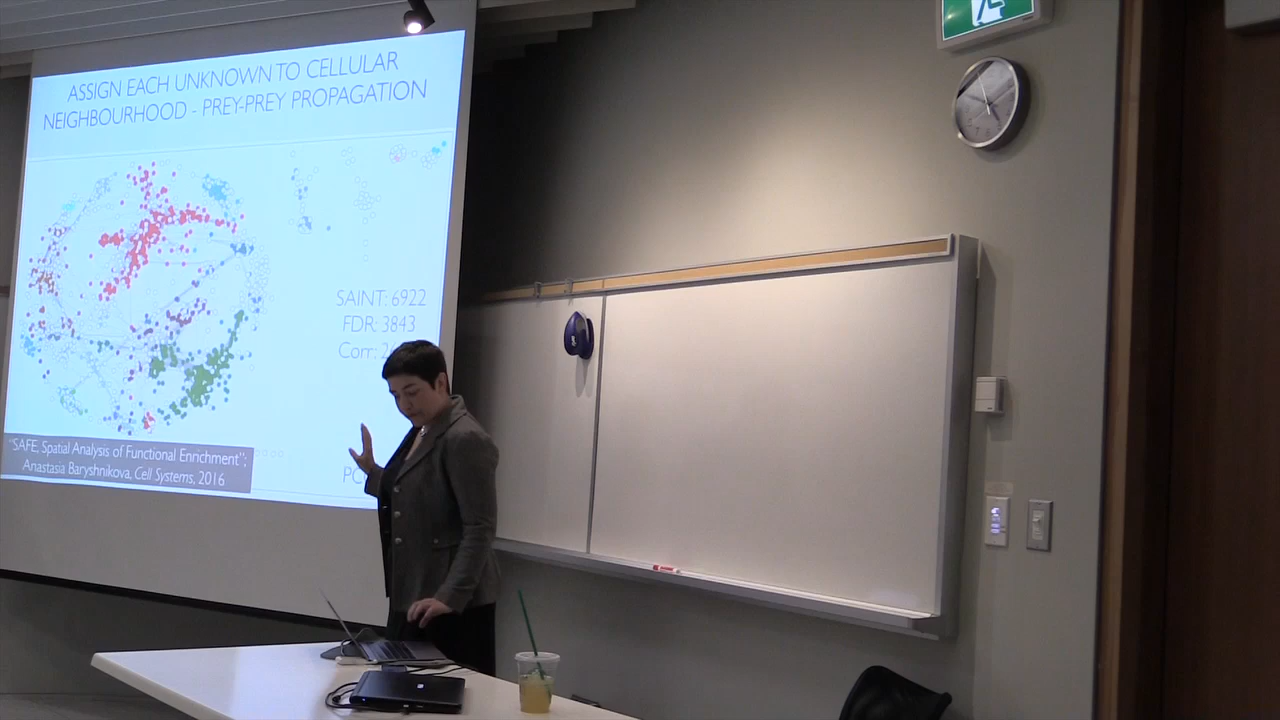 ASSIGN EACH UNKNOWN TO CELLULAR
NEIGHBOURHOOD - PREY-PREY PROPAGATION
SAINT: 6922
FDR: 3843
Corr:
"SAFE, Spatial Analysis of Functional Enrichment";
Anastasia Baryshnikova, Cell Systems, 2016